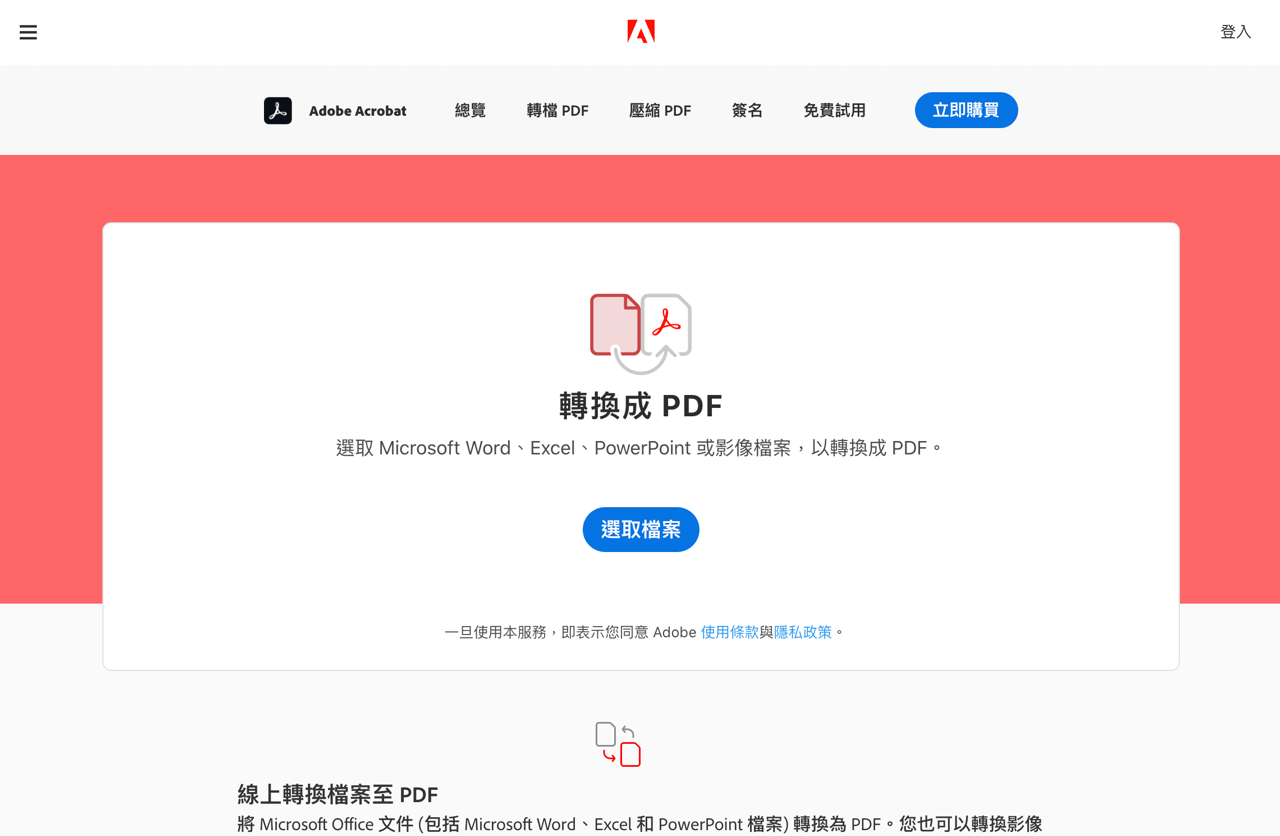 登入
Adobe Acrobat 總覽 轉檔 PDF 壓縮 PDF 簽名 免費試用 立即購買
轉換成 PDF
選取 Microsoft Word、Excel、PowerPoint 或影像檔案，以轉換成 PDF。
選取檔案
一旦使用本服務，即表示您同意 Adobe 使用條款與隱私政策。
線上轉換檔案至 PDF
將 Microsoft Office 文件 (包括 Microsoft Word、Excel 和 PowerPoint 檔案) 轉換為 PDF。您也可以轉換影像